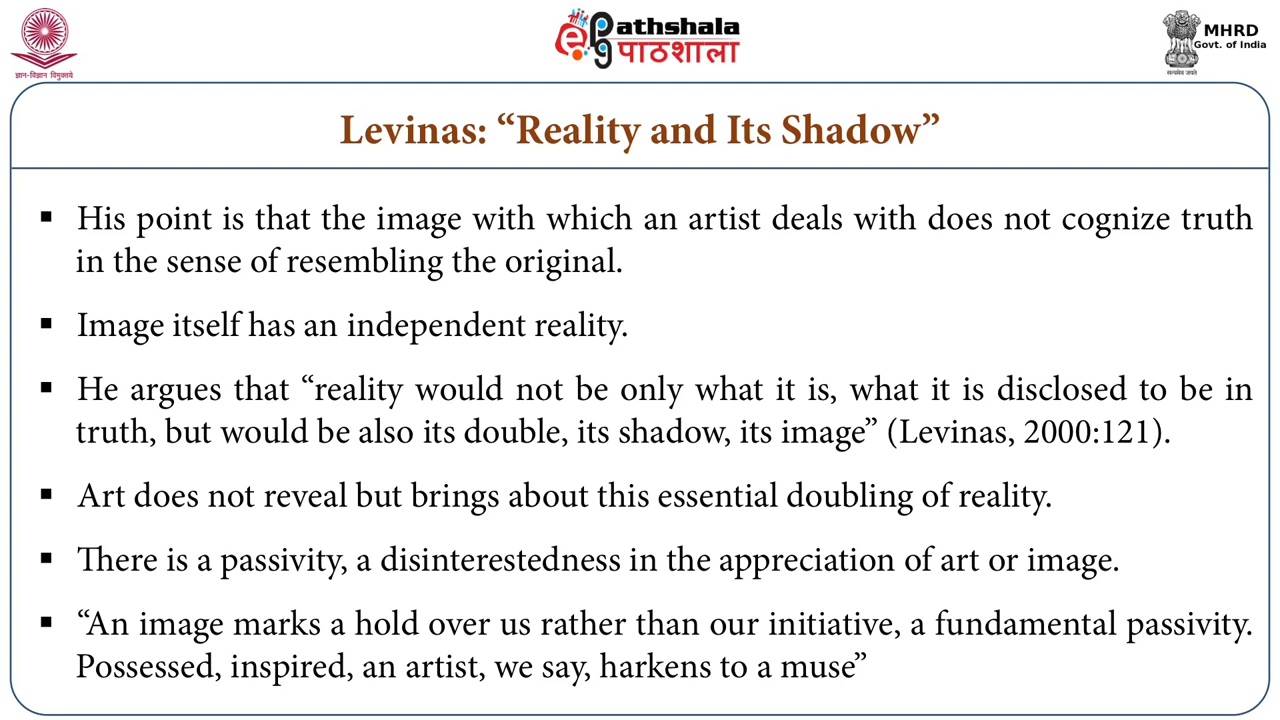 ज्ञान-विज्ञान विमुक्तये
ePg Pathshala
पाठशाला
MHRD
Govt. of India
सत्यमेव जयते
Levinas: “Reality and Its Shadow”
▪ His point is that the image with which an artist deals with does not cognize truth
in the sense of resembling the original.
▪ Image itself has an independent reality.
▪ He argues that “reality would not be only what it is, what it is disclosed to be in
truth, but would be also its double, its shadow, its image” (Levinas, 2000:121).
▪ Art does not reveal but brings about this essential doubling of reality.
▪ There is a passivity, a disinterestedness in the appreciation of art or image.
▪ “An image marks a hold over us rather than our initiative, a fundamental passivity.
Possessed, inspired, an artist, we say, harkens to a muse”